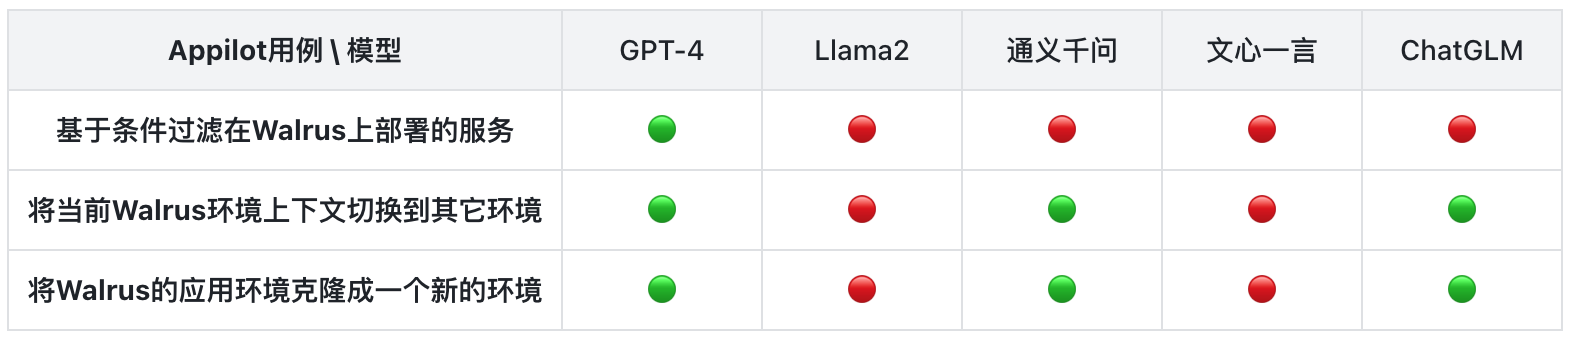 Appilot用例 \ 模型 GPT-4 Llama2 通义千问 文心一言 ChatGLM
基于条件过滤在Walrus上部署的服务
将当前Walrus环境上下文切换到其它环境
将Walrus的应用环境克隆成一个新的环境